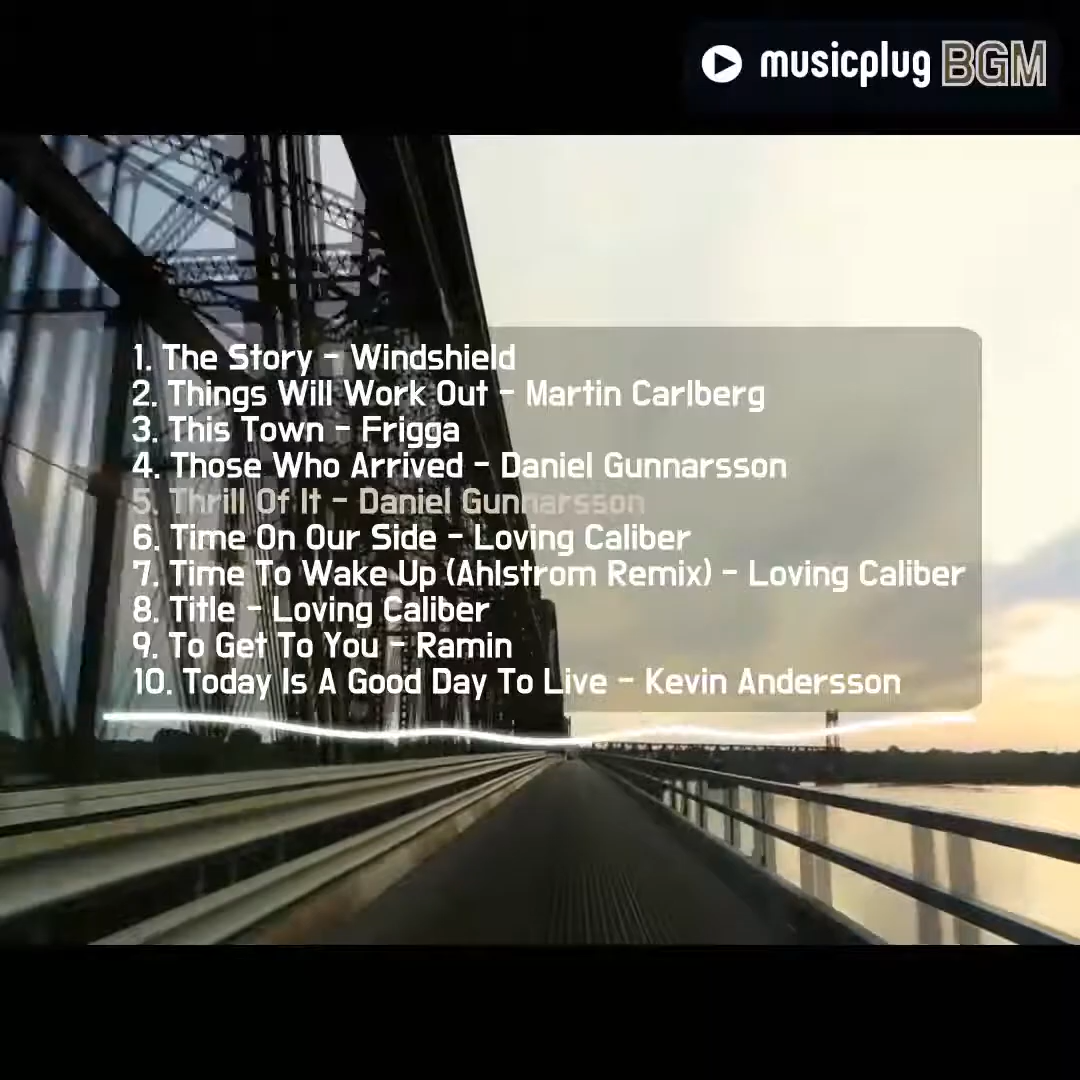 musicplug BGM
1. The Story - Windshield
2. Things Will Work Out - Martin Carlberg
3. This Town - Frigga
4. Those Who Arrived - Daniel Gunnarsson
5. Thrill Of It - Daniel Gunnarsson
6. Time On Our Side - Loving Caliber
7. Time To Wake Up (Ahlstrom Remix) - Loving Caliber
8. Title - Loving Caliber
9. To Get To You - Ramin
10. Today Is A Good Day To Live - Kevin Andersson